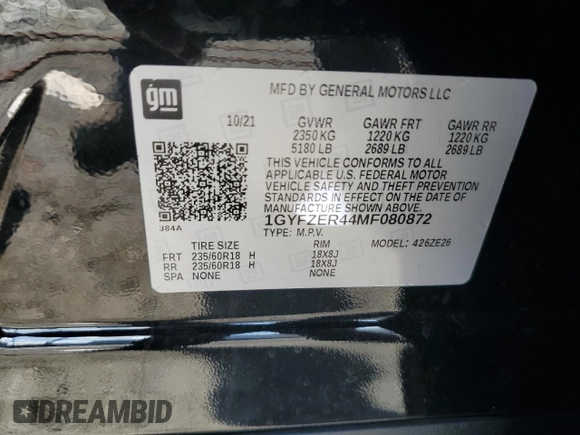 gm
MFD BY GENERAL MOTORS LLC
10/21 GVWR GAWR FRT GAWR RR
2350 KG 1220 KG 1220 KG
5180 LB 2689 LB 2689 LB
THIS VEHICLE CONFORMS TO ALL
APPLICABLE U.S. FEDERAL MOTOR
VEHICLE SAFETY AND THEFT PREVENTION
STANDARDS IN EFFECT ON THE DATE OF
MANUFACTURE SHOWN ABOVE.
384A
1GYFZER44MF080872
TYPE: M.P.V. MODEL: 426ZE26
TIRE SIZE RIM
FRT 235/60R18 H 18X8J
RR 235/60R18 H 18X8J
SPA NONE NONE
DREAMBID